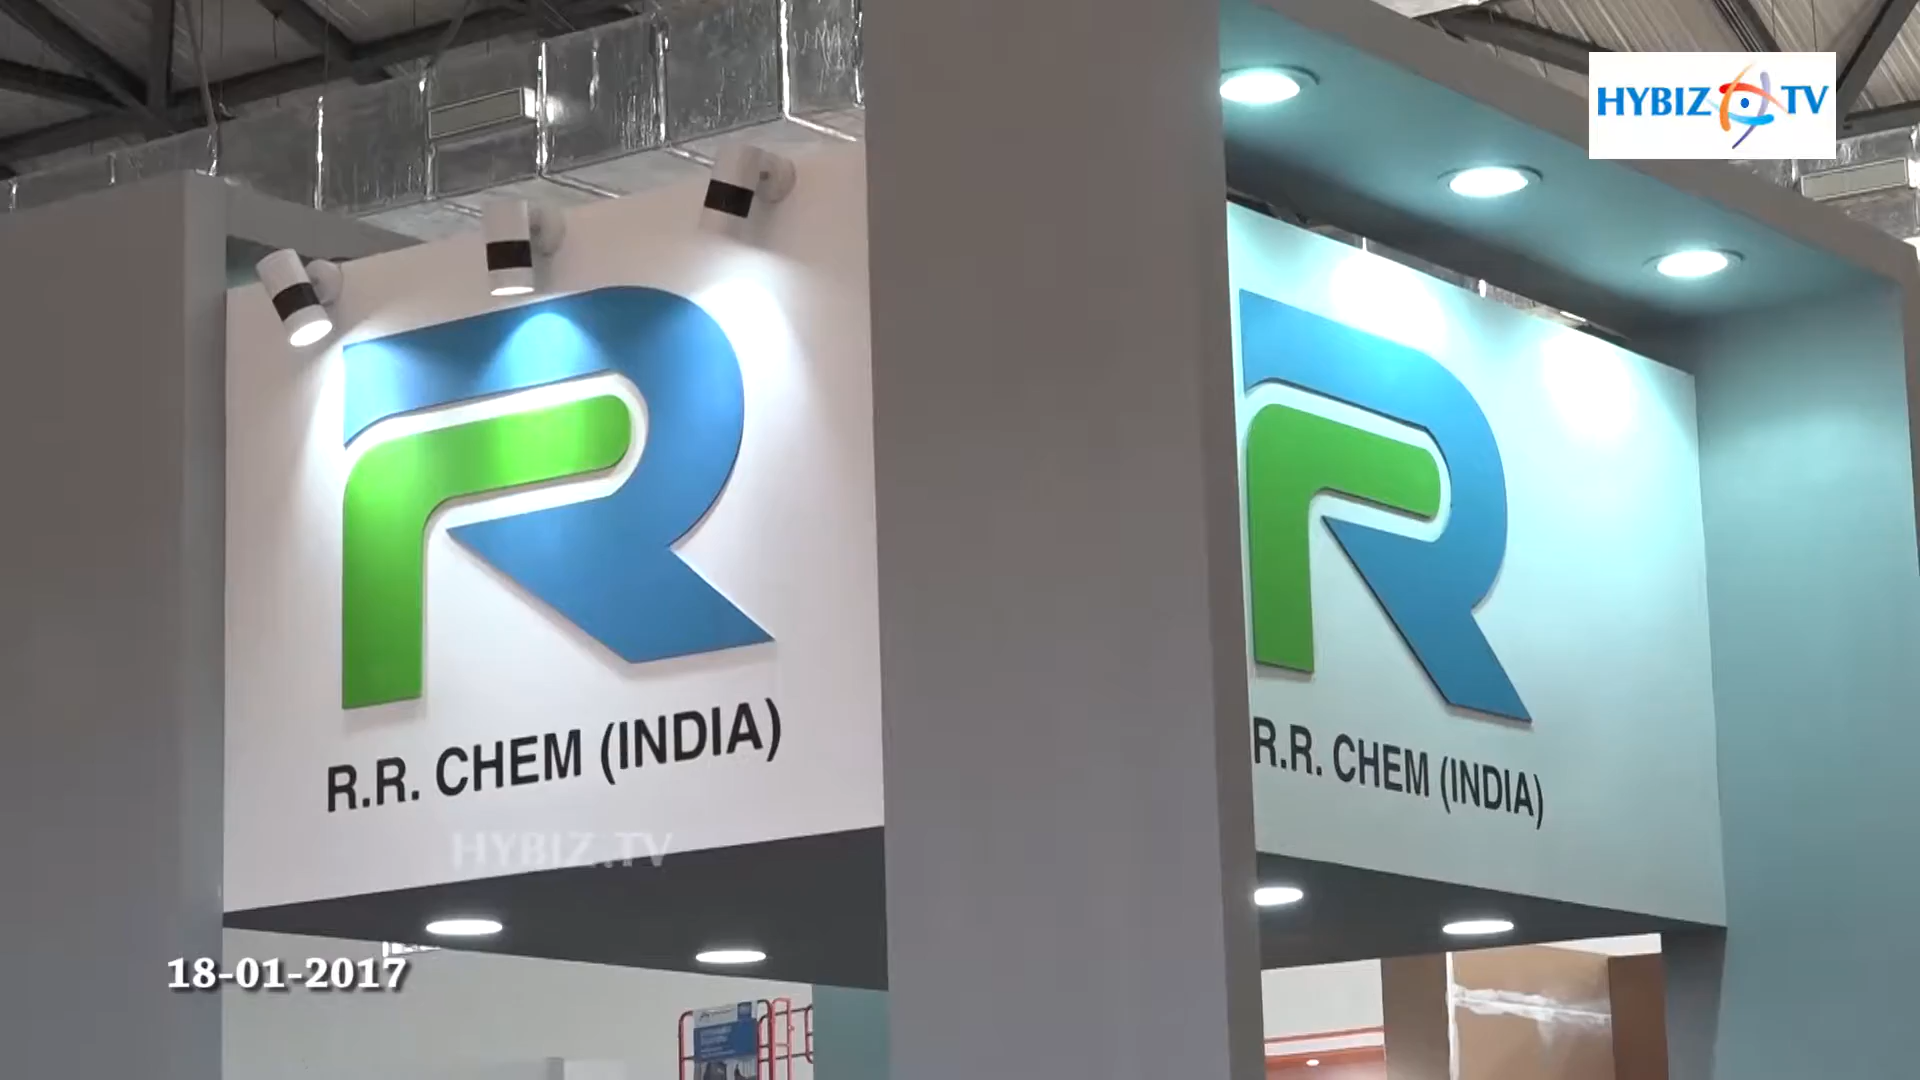 HYBIZ TV
R.R. CHEM (INDIA)
R.R. CHEM (INDIA)
HYBIZ.TV
18-01-2017